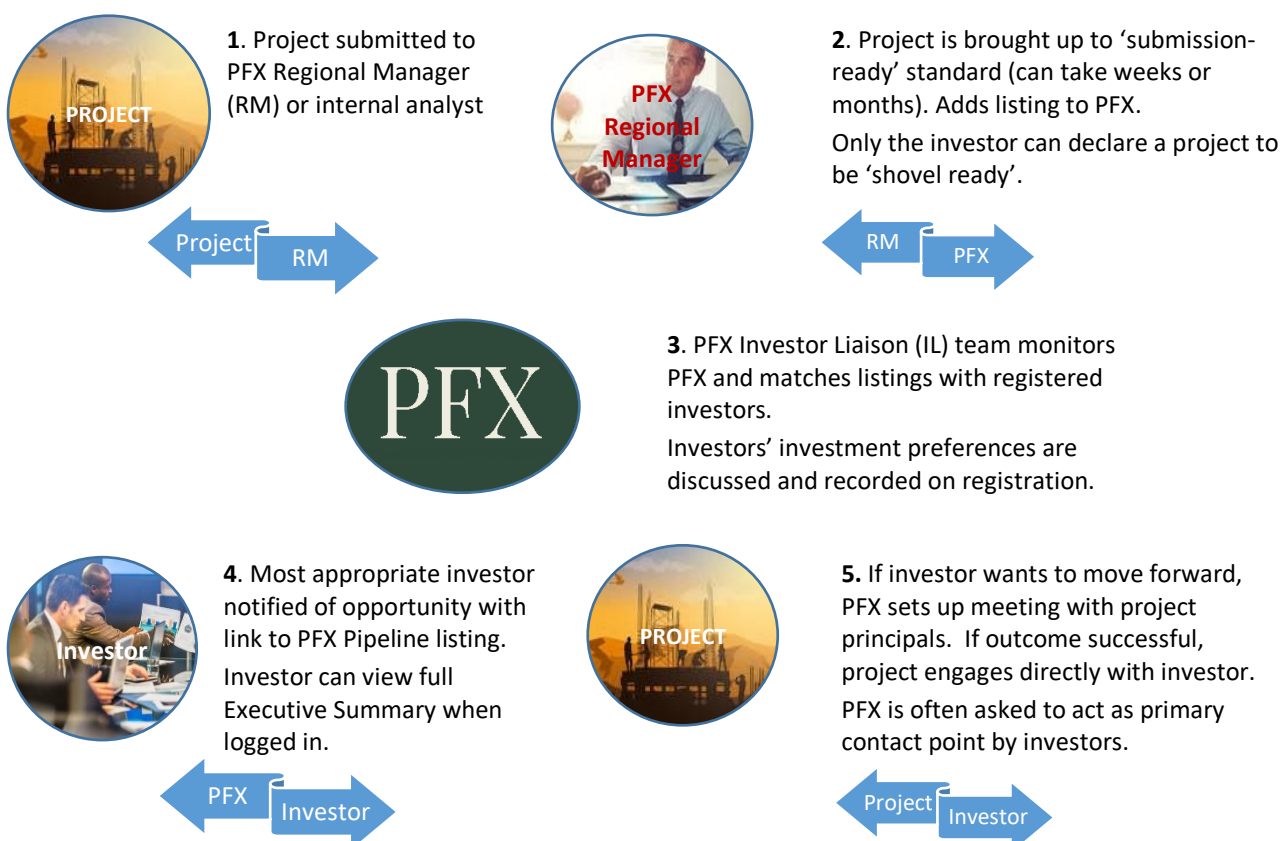 PROJECT
1. Project submitted to
PFX Regional Manager
(RM) or internal analyst
Project
RM
PFX
Regional
Manager
2. Project is brought up to ‘submission-
ready’ standard (can take weeks or
months). Adds listing to PFX.
Only the investor can declare a project to
be ‘shovel ready’.
RM
PFX
PFX
3. PFX Investor Liaison (IL) team monitors
PFX and matches listings with registered
investors.
Investors’ investment preferences are
discussed and recorded on registration.
Investor
4. Most appropriate investor
notified of opportunity with
link to PFX Pipeline listing.
Investor can view full
Executive Summary when
logged in.
PFX
Investor
PROJECT
5. If investor wants to move forward,
PFX sets up meeting with project
principals.  If outcome successful,
project engages directly with investor.
PFX is often asked to act as primary
contact point by investors.
Project
Investor